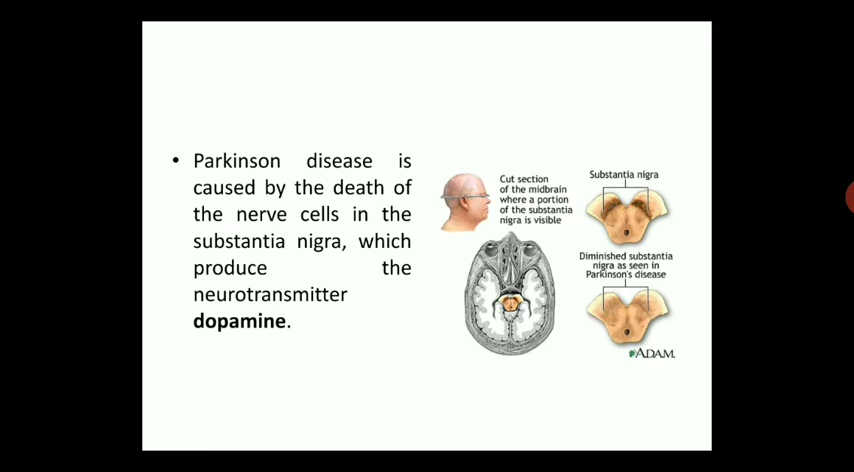 • Parkinson disease is
caused by the death of
the nerve cells in the
substantia nigra, which
produce the
neurotransmitter
dopamine.
Cut section
of the midbrain
where a portion
of the substantia
nigra is visible
Substantia nigra
Diminished substantia
nigra as seen in
Parkinson's disease
ADAM.